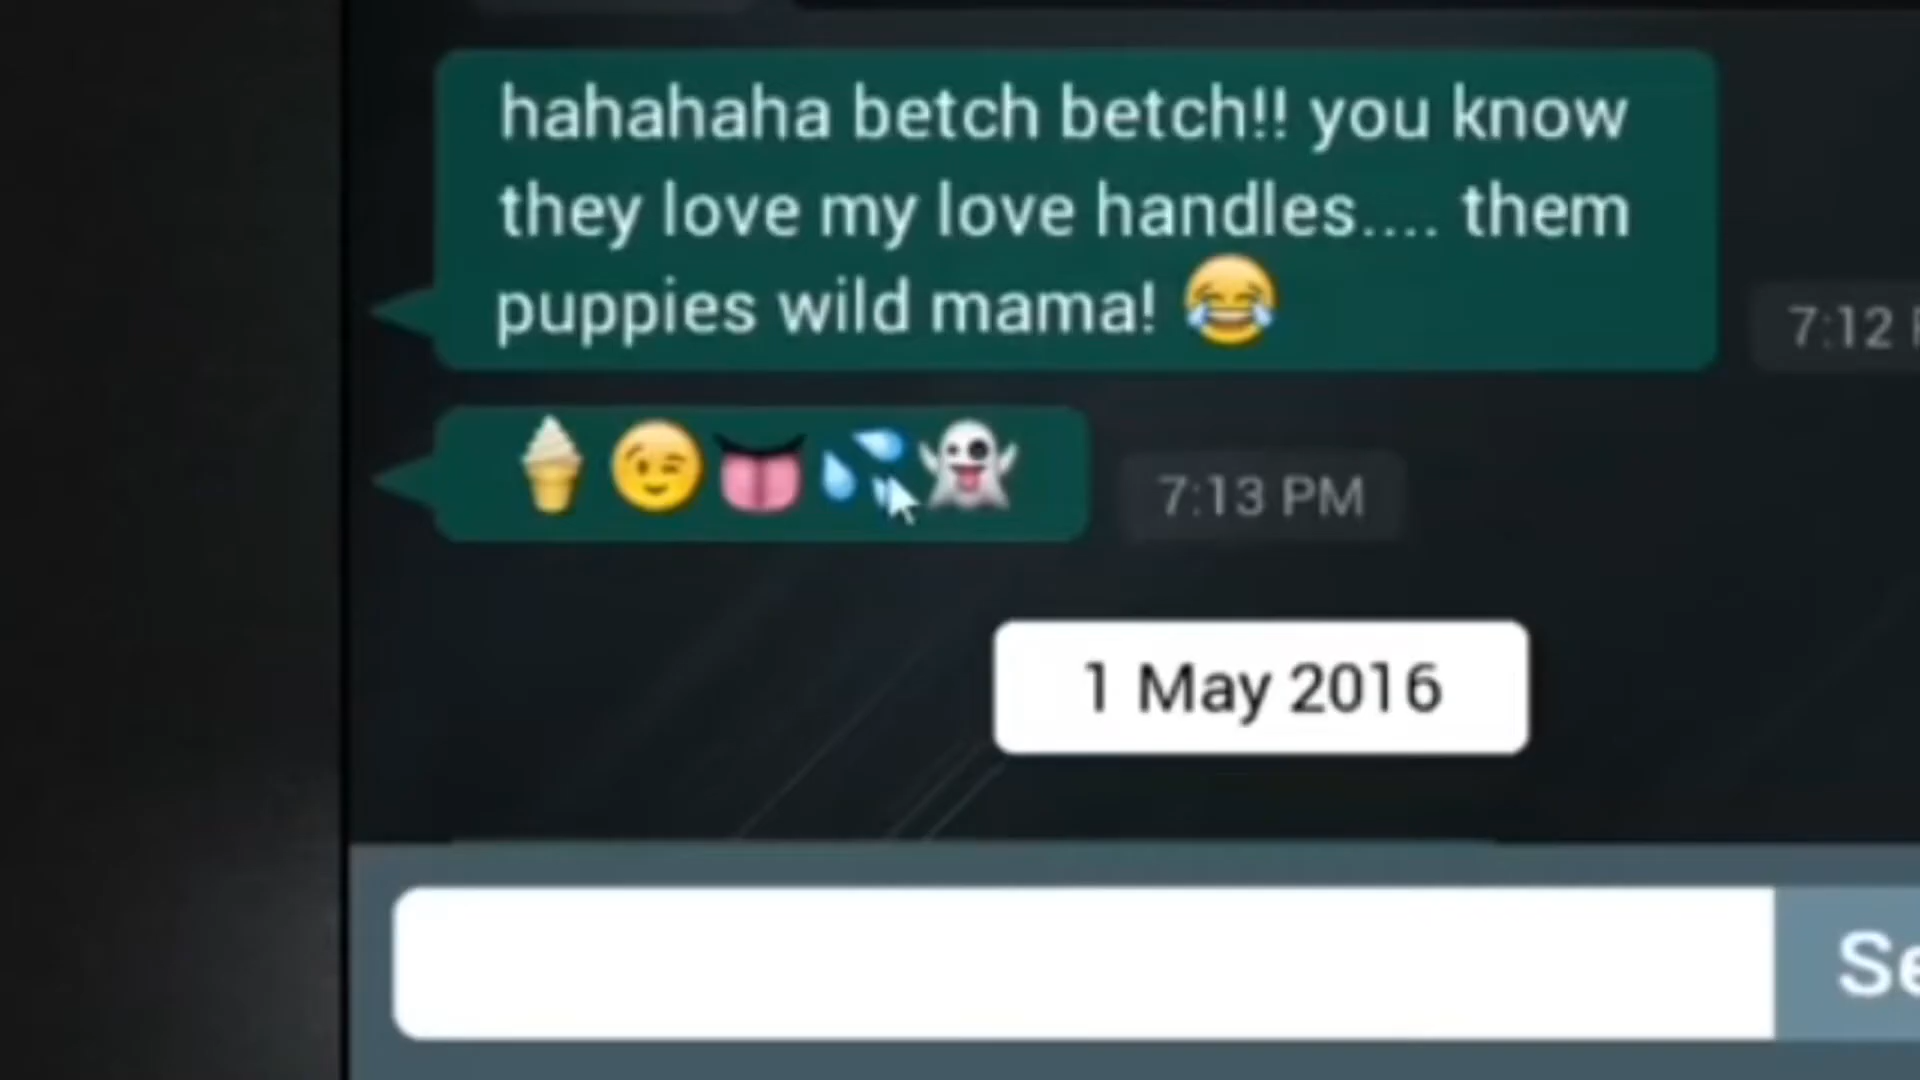 hahahaha betch betch!! you know
they love my love handles.... them
puppies wild mama! 😂
7:12
🍦😉👅💦👻
7:13 PM
1 May 2016